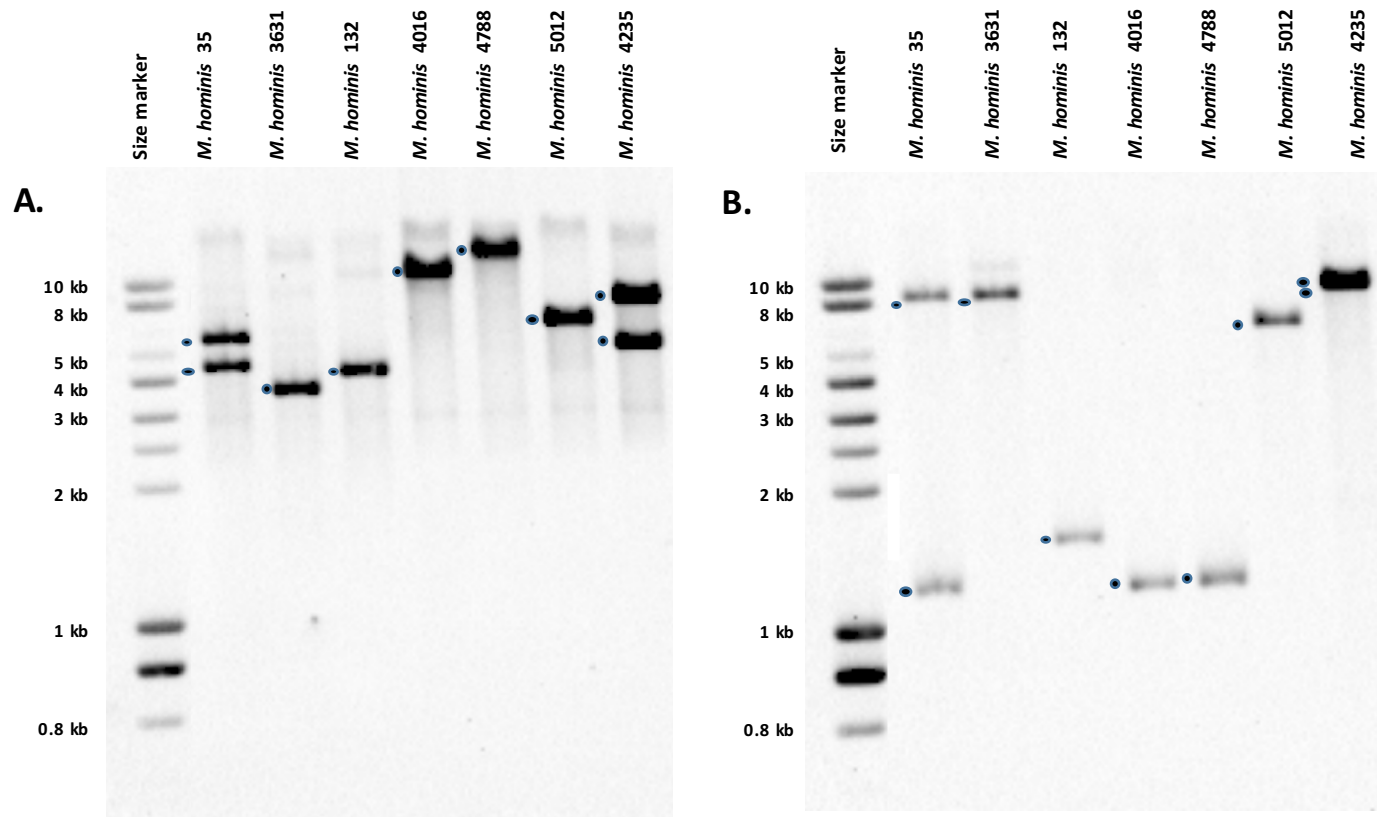 Size marker
M. hominis 35
M. hominis 3631
M. hominis 132
M. hominis 4016
M. hominis 4788
M. hominis 5012
M. hominis 4235
A.
10 kb
8 kb
5 kb
4 kb
3 kb
2 kb
1 kb
0.8 kb
Size marker
M. hominis 35
M. hominis 3631
M. hominis 132
M. hominis 4016
M. hominis 4788
M. hominis 5012
M. hominis 4235
B.
10 kb
8 kb
5 kb
4 kb
3 kb
2 kb
1 kb
0.8 kb